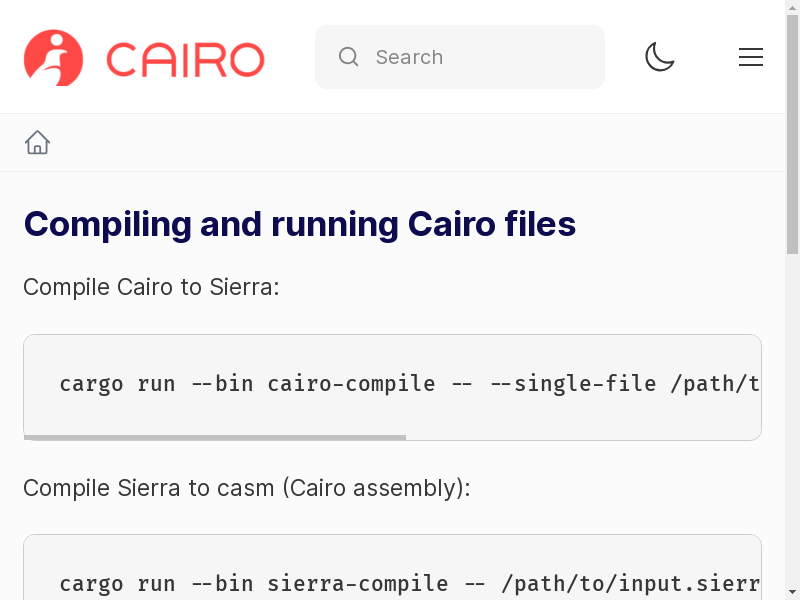 CAIRO
Search
Compiling and running Cairo files
Compile Cairo to Sierra:
cargo run --bin cairo-compile -- --single-file /path/t
Compile Sierra to casm (Cairo assembly):
cargo run --bin sierra-compile -- /path/to/input.sierr